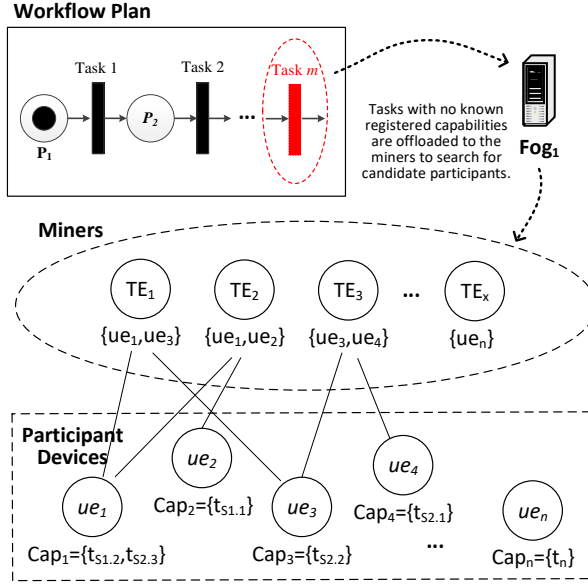 Workflow Plan
Task 1
Task 2
Task m
...
P1
P2
Tasks with no known
registered capabilities
are offloaded to the
miners to search for
candidate participants.
Fog1
Miners
TE1
TE2
TE3
...
TEx
{ue1,ue3}
{ue1,ue2}
{ue3,ue4}
{uen}
Participant
Devices
ue1
ue2
ue3
ue4
uen
Cap2={tS1.1}
Cap4={tS2.1}
...
Cap1={tS1.2,tS2.3}
Cap3={tS2.2}
Capn={tn}